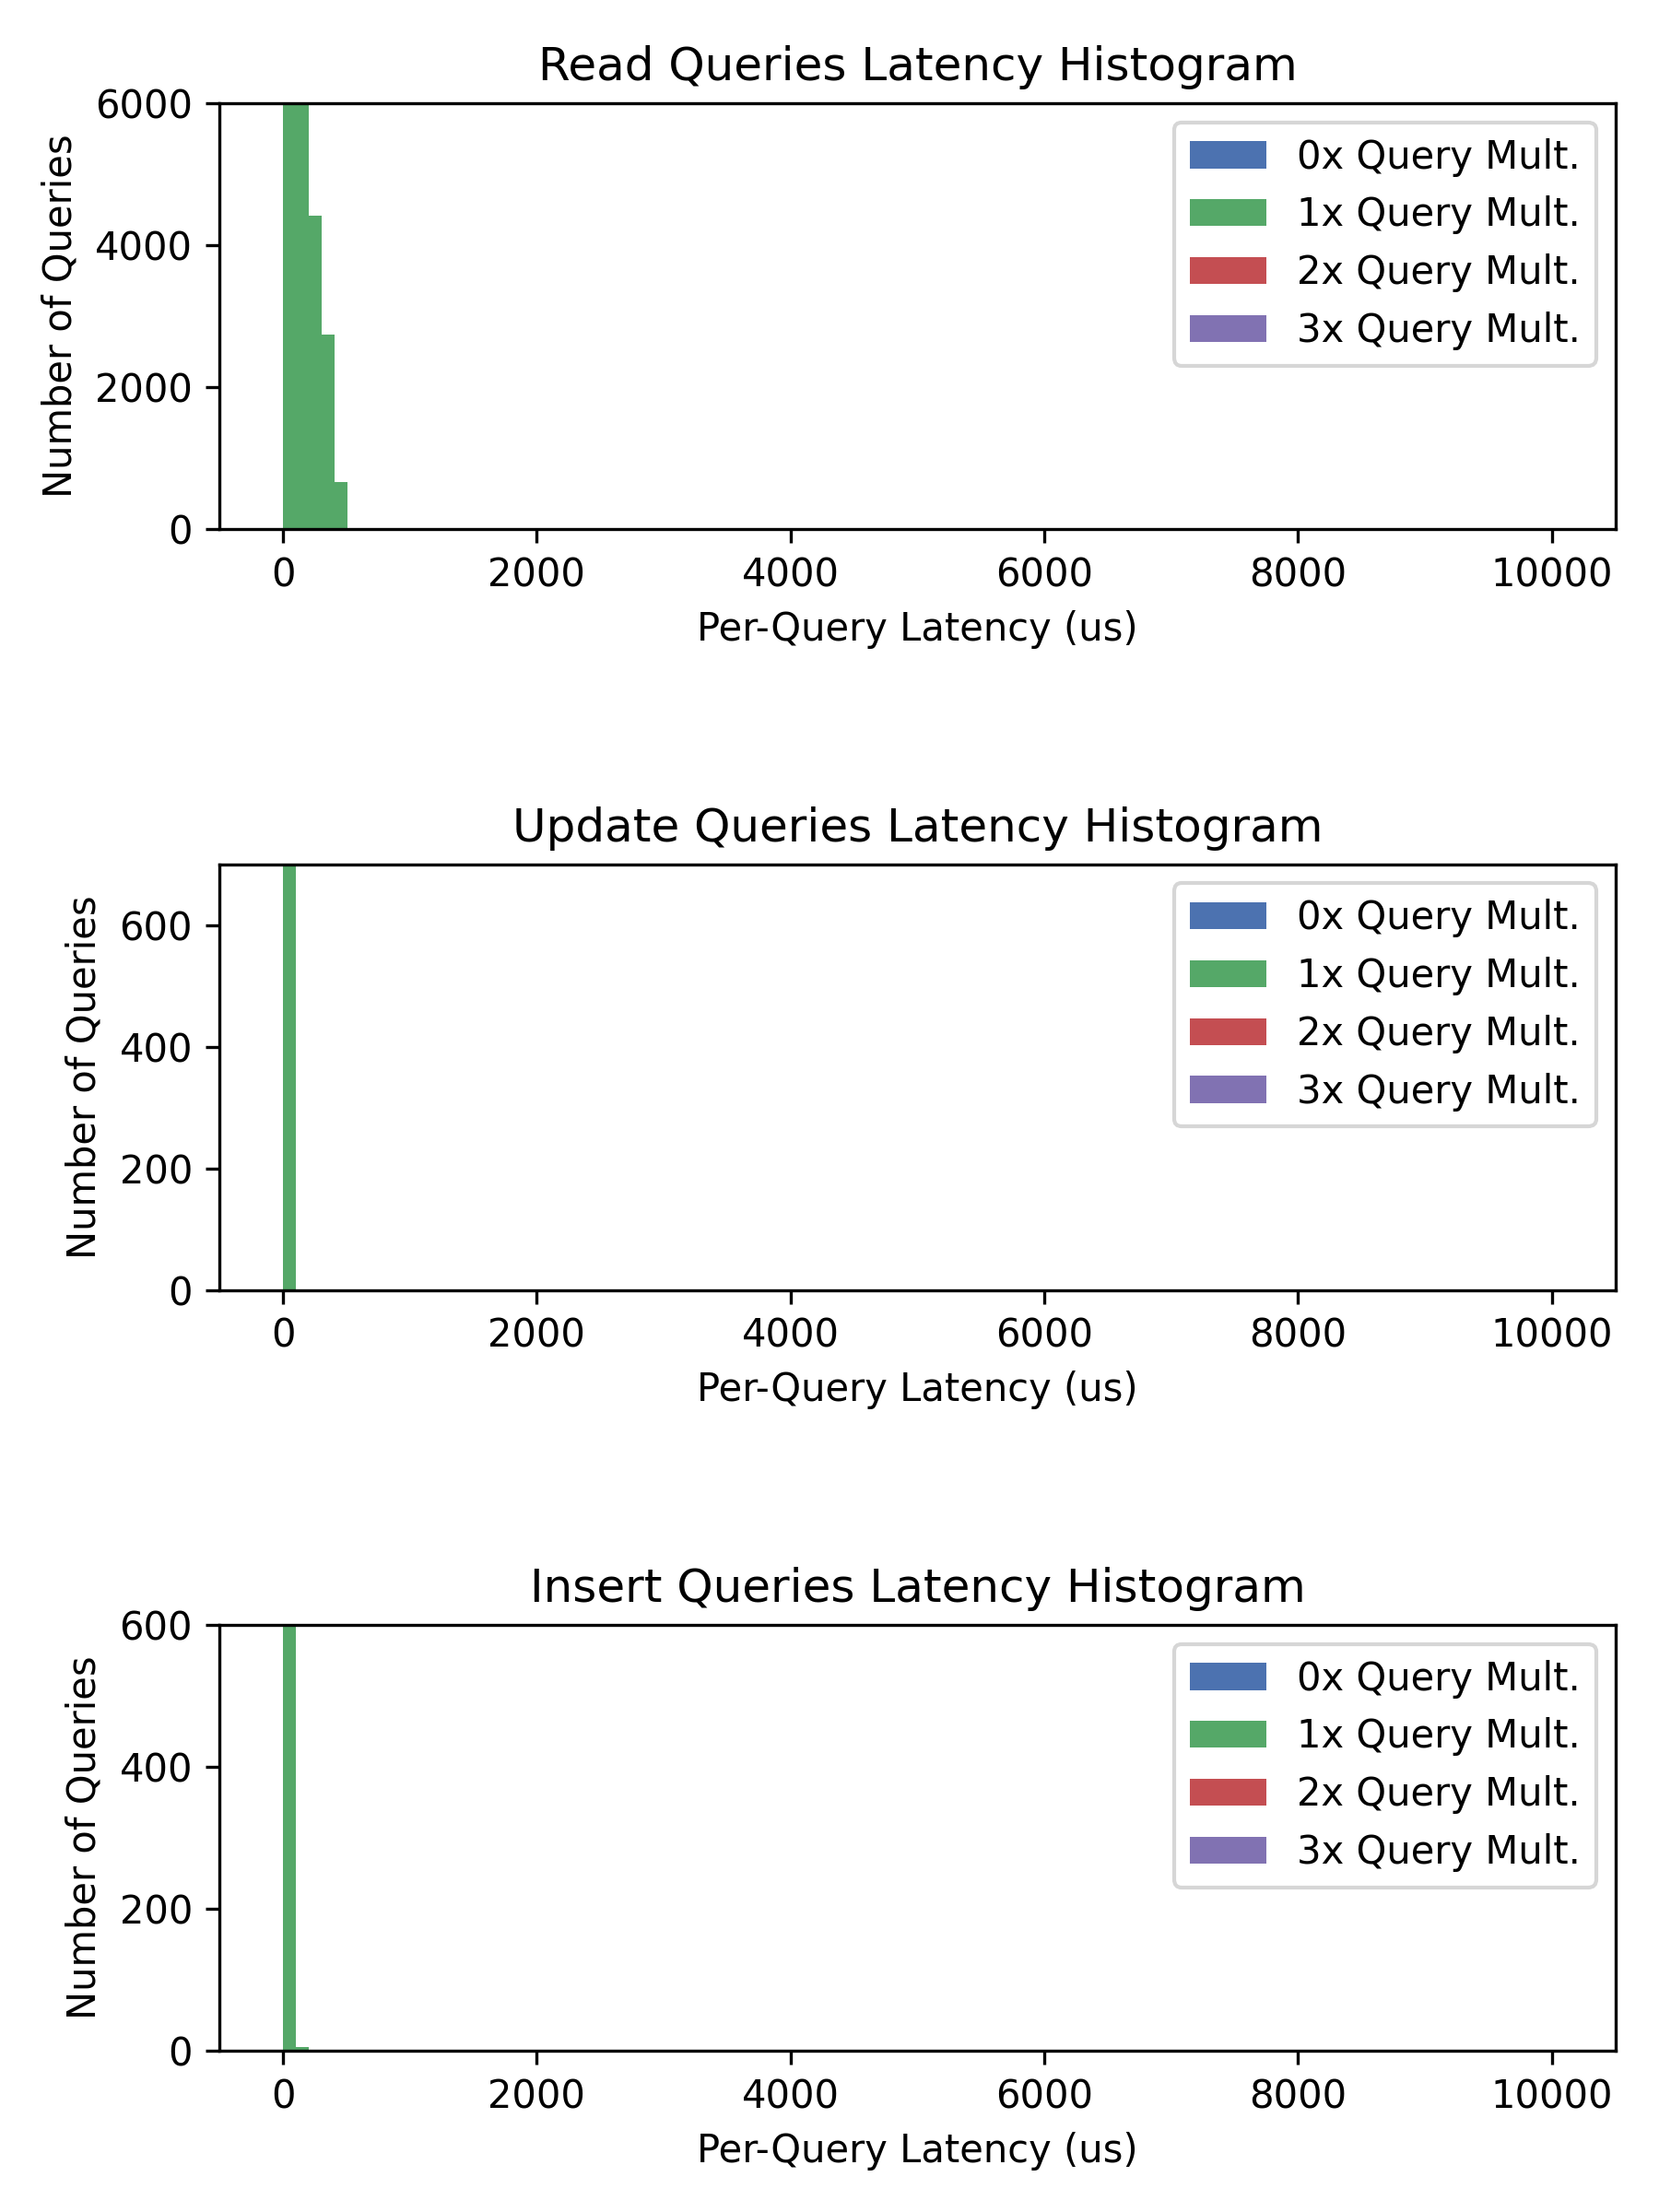 Read Queries Latency Histogram
6000
4000
2000
0
Number of Queries
0x Query Mult.
1x Query Mult.
2x Query Mult.
3x Query Mult.
0 2000 4000 6000 8000 10000
Per-Query Latency (us)
Update Queries Latency Histogram
600
400
200
0
Number of Queries
0x Query Mult.
1x Query Mult.
2x Query Mult.
3x Query Mult.
0 2000 4000 6000 8000 10000
Per-Query Latency (us)
Insert Queries Latency Histogram
600
400
200
0
Number of Queries
0x Query Mult.
1x Query Mult.
2x Query Mult.
3x Query Mult.
0 2000 4000 6000 8000 10000
Per-Query Latency (us)